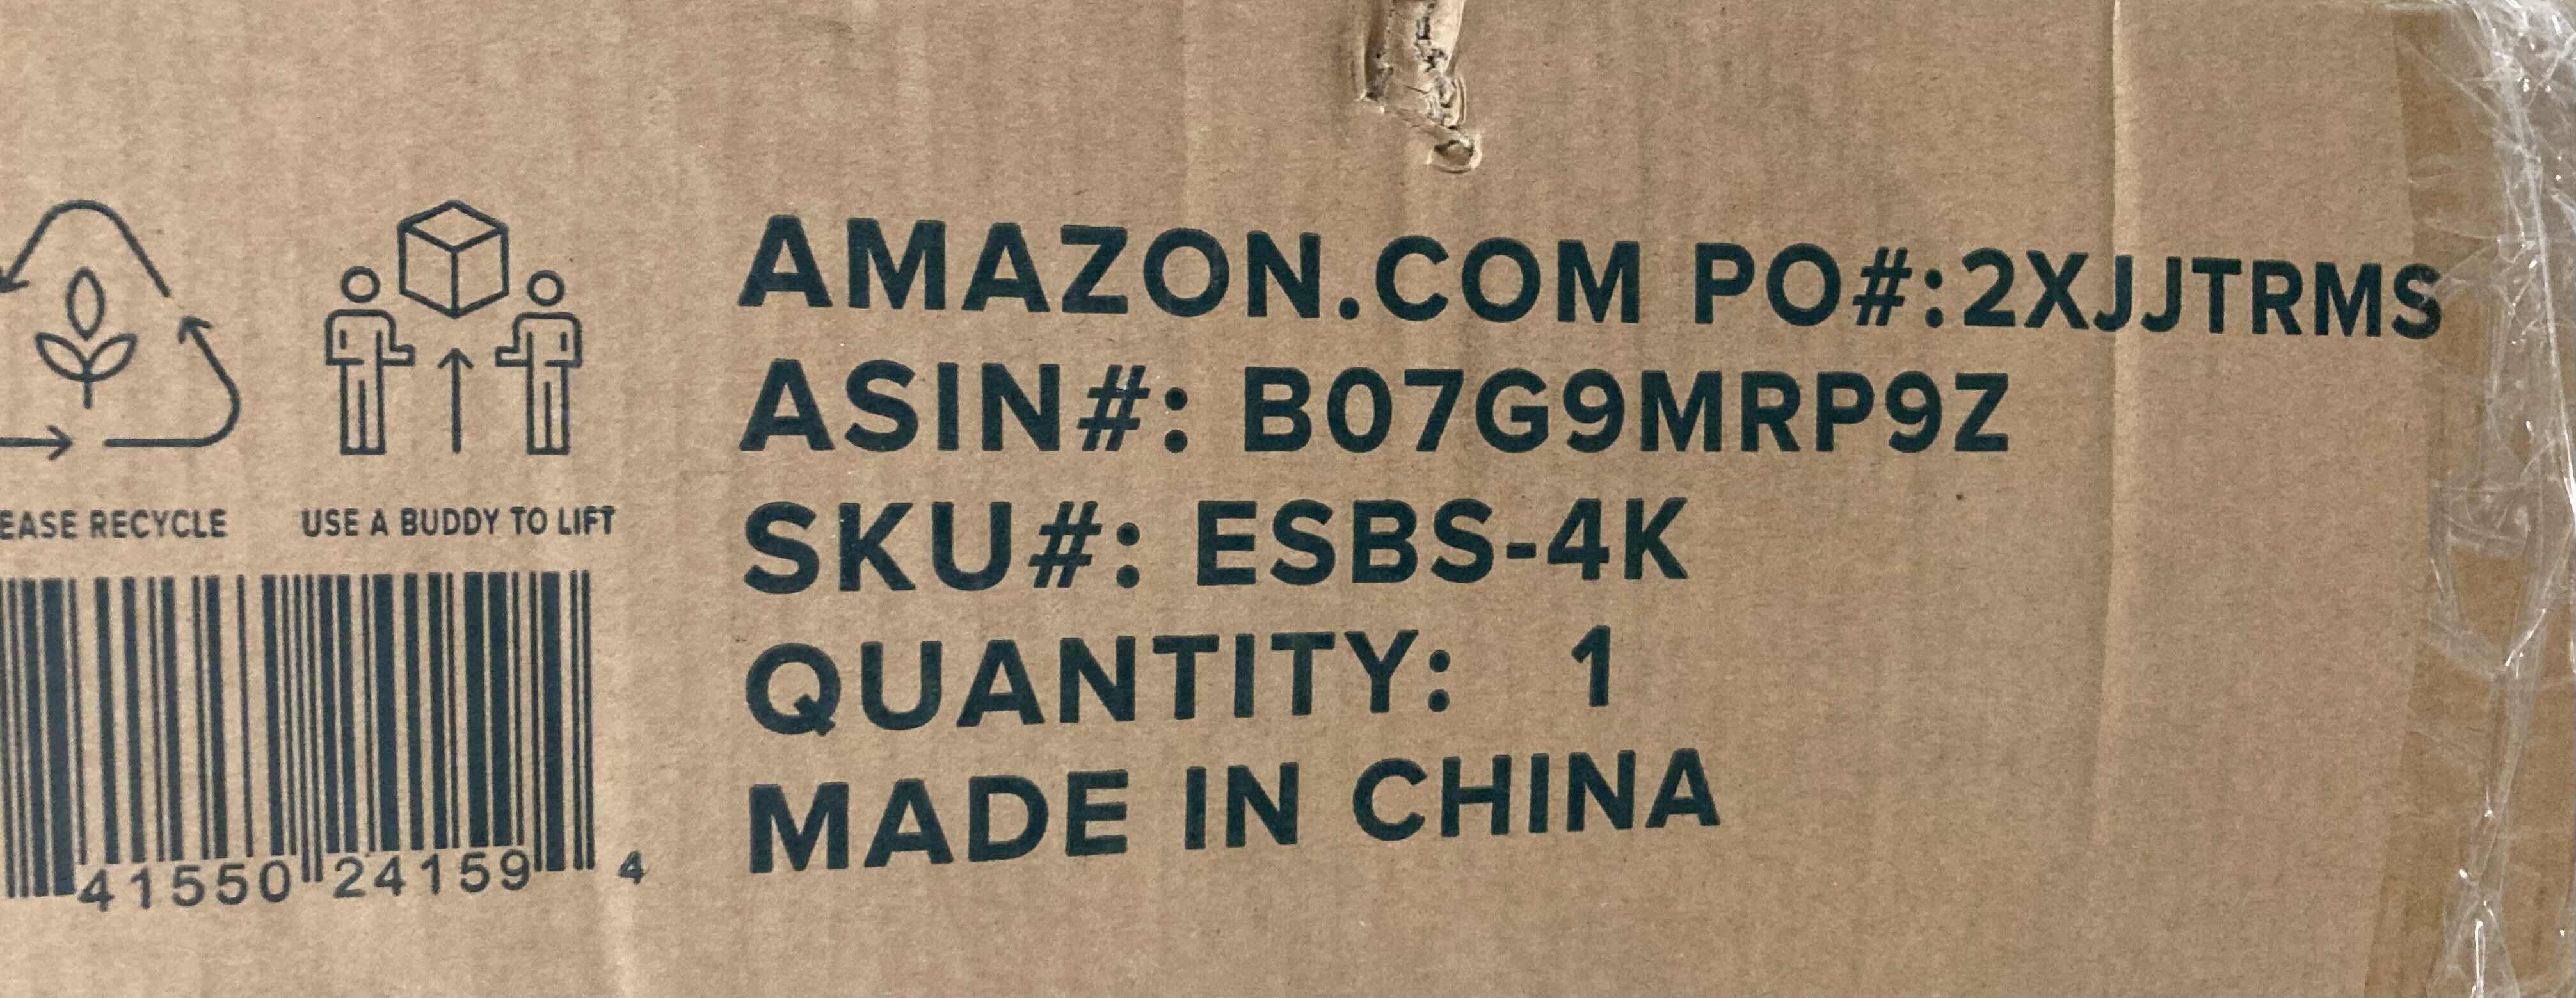 AMAZON.COM PO#:2XJJTRMS
ASIN#: B07G9MRP9Z
SKU#: ESBS-4K
QUANTITY: 1
MADE IN CHINA
EASE RECYCLE
USE A BUDDY TO LIFT
41550 24159 4